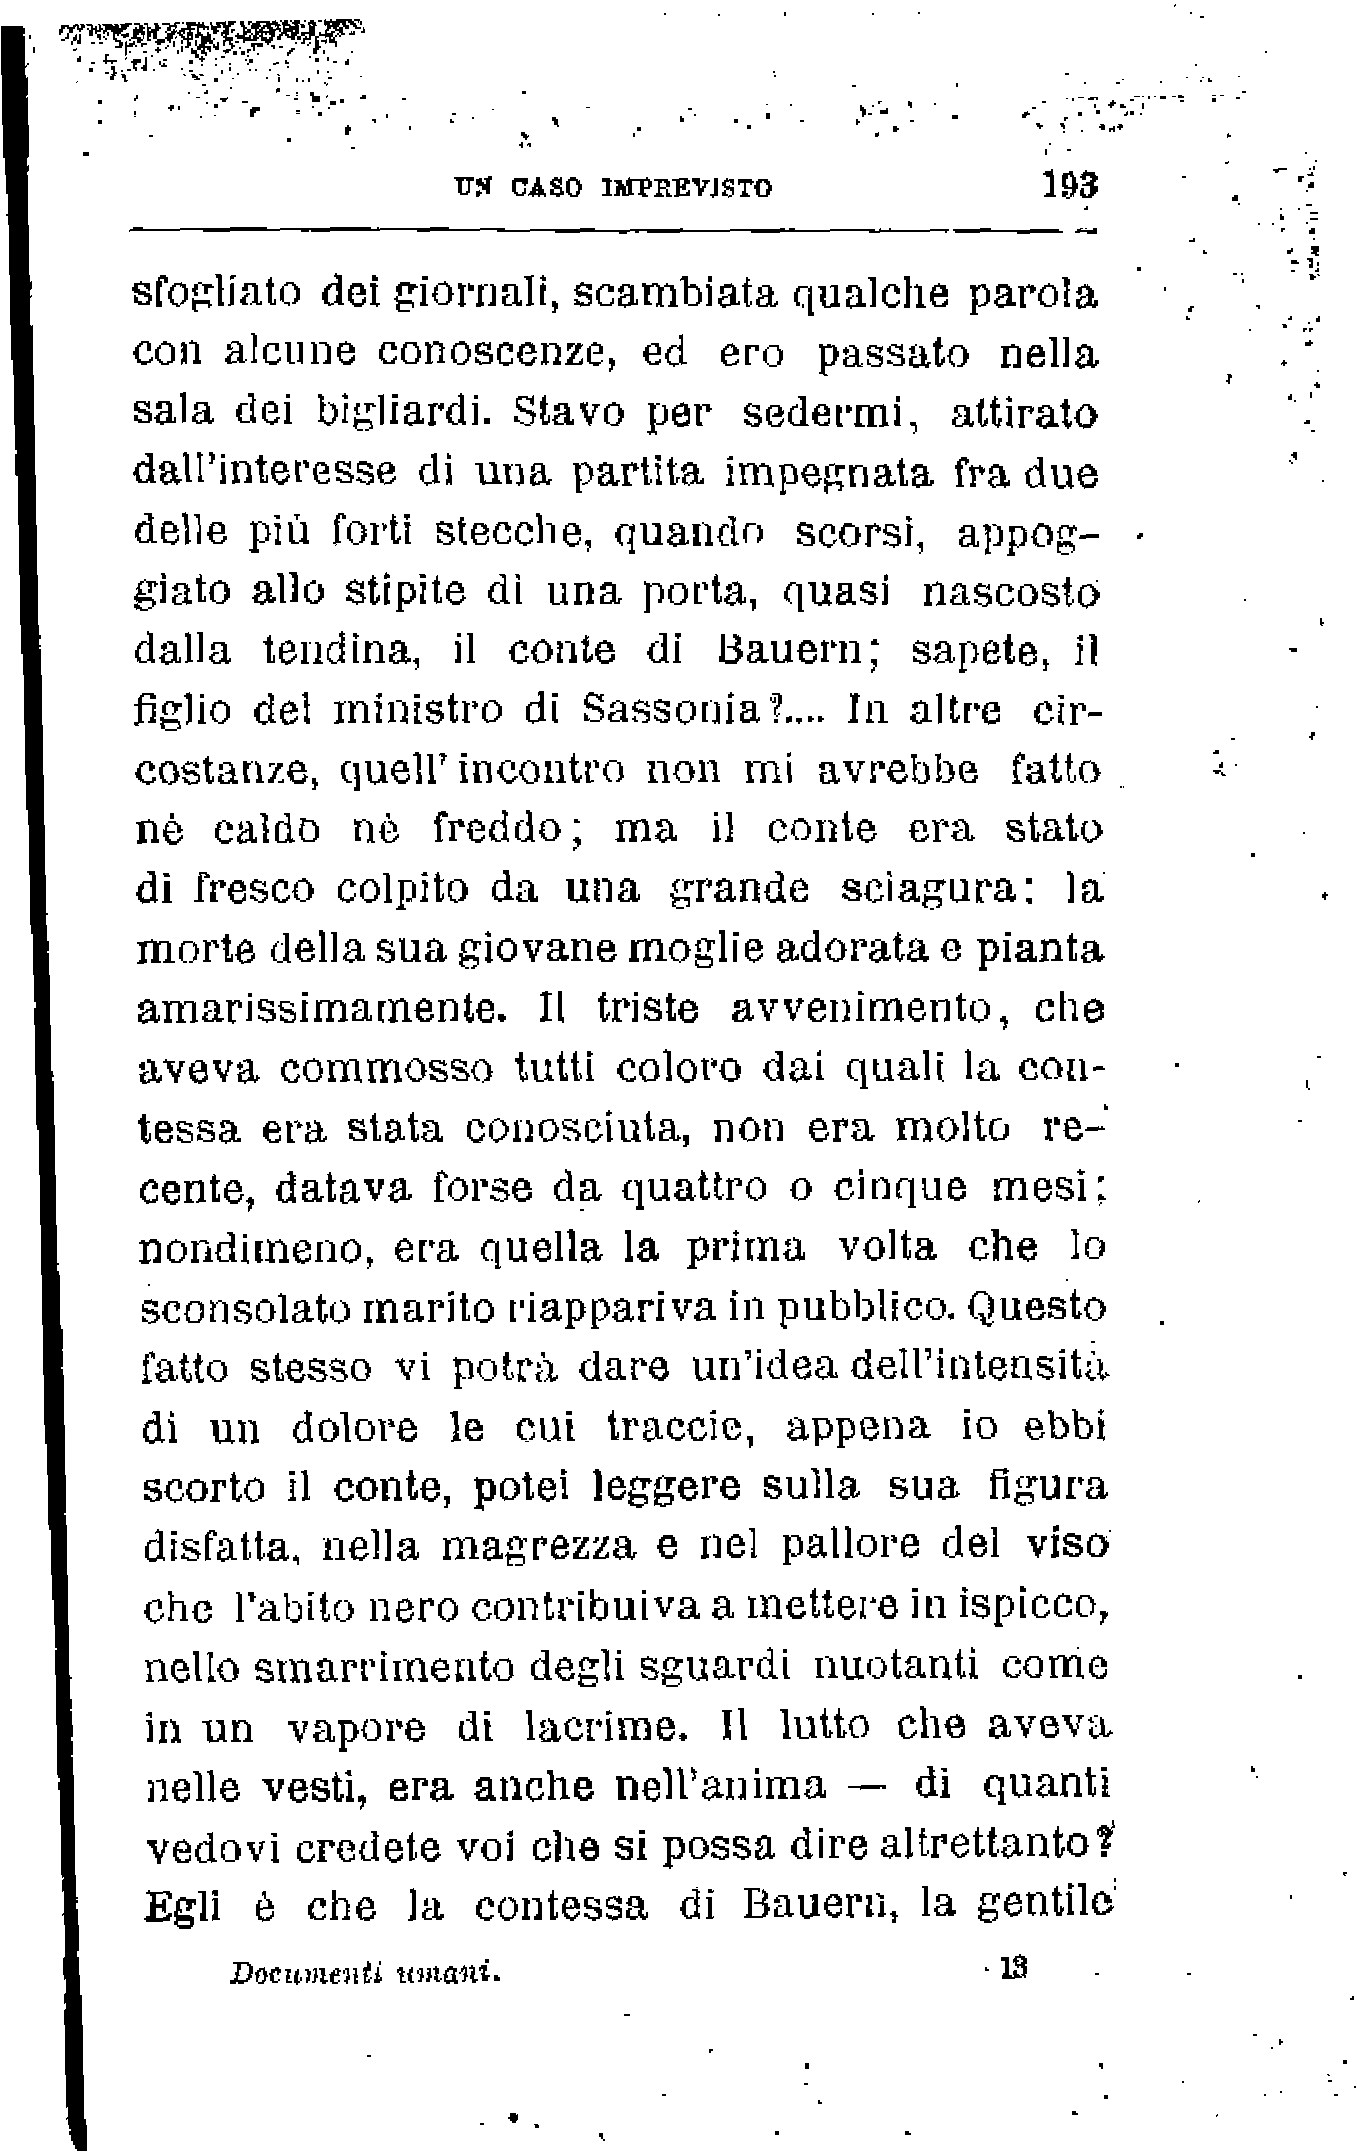 UN CASO IMPREVISTO 193
sfogliato dei giornali, scambiata qualche parola
con alcune conoscenze, ed ero passato nella
sala dei bigliardi. Stavo per sedermi, attirato
dall'interesse di una partita impegnata fra due
delle più forti stecche, quando scorsi, appog-
giato allo stipite di una porta, quasi nascosto
dalla tendina, il conte di Bauern; sapete, il
figlio del ministro di Sassonia?.... In altre cir-
costanze, quell'incontro non mi avrebbe fatto
nè caldo nè freddo; ma il conte era stato
di fresco colpito da una grande sciagura: la
morte della sua giovane moglie adorata e pianta
amarissimamente. Il triste avvenimento, che
aveva commosso tutti coloro dai quali la con-
tessa era stata conosciuta, non era molto re-
cente, datava forse da quattro o cinque mesi;
nondimeno, era quella la prima volta che lo
sconsolato marito riappariva in pubblico. Questo
fatto stesso vi potrà dare un'idea dell'intensità
di un dolore le cui traccie, appena io ebbi
scorto il conte, potei leggere sulla sua figura
disfatta, nella magrezza e nel pallore del viso
che l'abito nero contribuiva a mettere in ispicco,
nello smarrimento degli sguardi nuotanti come
in un vapore di lacrime. Il lutto che aveva
nelle vesti, era anche nell'anima — di quanti
vedovi credete voi che si possa dire altrettanto?
Egli è che la contessa di Bauern, la gentile
Documenti umani. 13